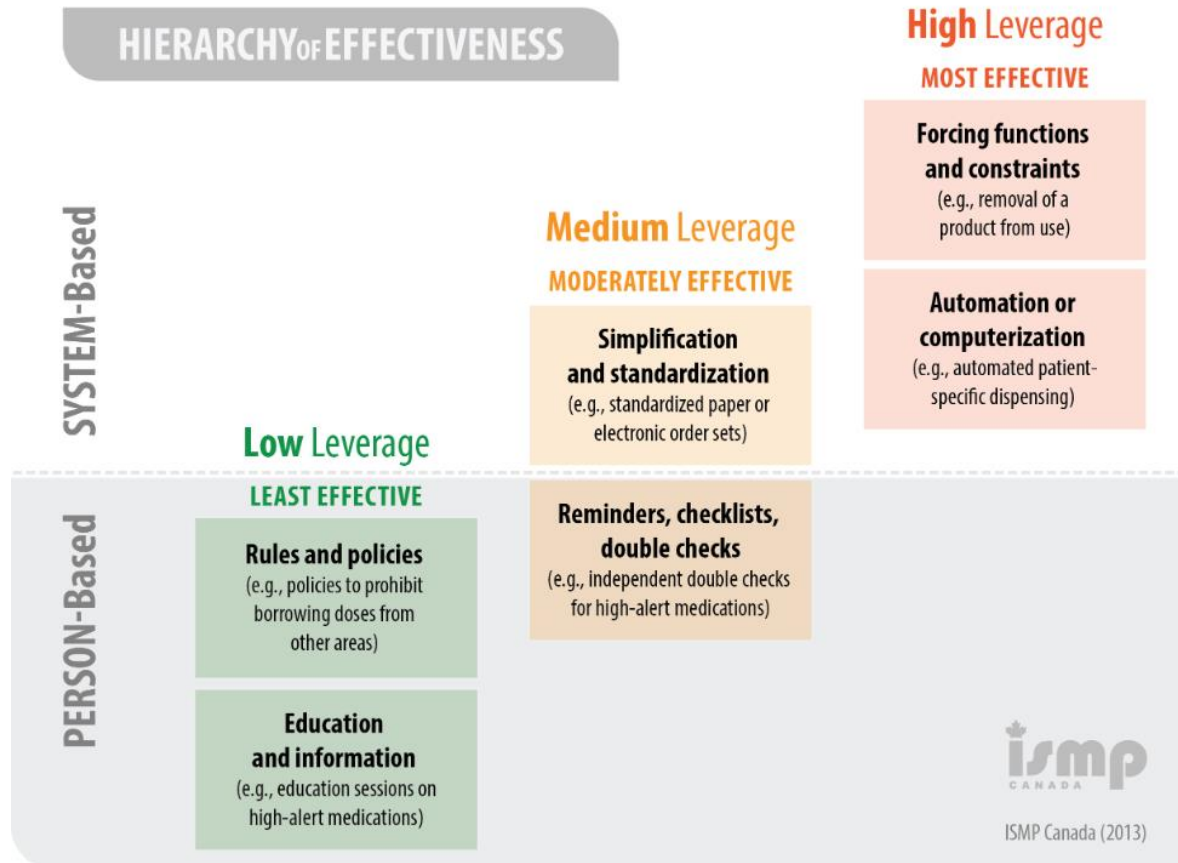 HIERARCHY OF EFFECTIVENESS
High Leverage
MOST EFFECTIVE
Forcing functions
and constraints
(e.g., removal of a
product from use)
Automation or
computerization
(e.g., automated patient-
specific dispensing)
SYSTEM-Based
Medium Leverage
MODERATELY EFFECTIVE
Simplification
and standardization
(e.g., standardized paper or
electronic order sets)
Reminders, checklists,
double checks
(e.g., independent double checks
for high-alert medications)
Low Leverage
LEAST EFFECTIVE
PERSON-Based
Rules and policies
(e.g., policies to prohibit
borrowing doses from
other areas)
Education
and information
(e.g., education sessions on
high-alert medications)
ismp
CANADA
ISMP Canada (2013)